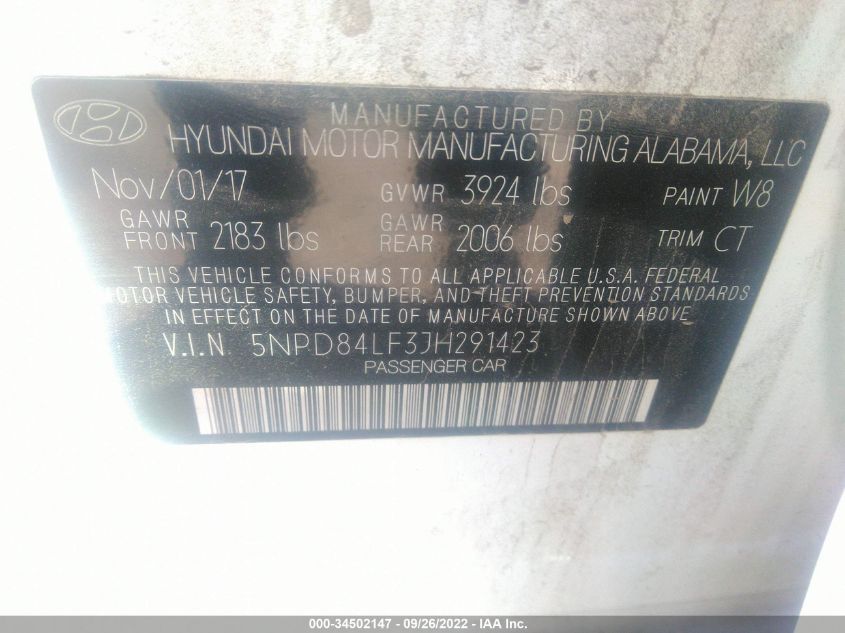 MANUFACTURED BY
HYUNDAI MOTOR MANUFACTURING ALABAMA, LLC
Nov/01/17 GVWR 3924 lbs PAINT W8
GAWR FRONT 2183 lbs GAWR REAR 2006 lbs TRIM CT
THIS VEHICLE CONFORMS TO ALL APPLICABLE U.S.A. FEDERAL
MOTOR VEHICLE SAFETY, BUMPER, AND THEFT PREVENTION STANDARDS
IN EFFECT ON THE DATE OF MANUFACTURE SHOWN ABOVE
V.I.N 5NPD84LF3JH291423
PASSENGER CAR
000-34502147 - 09/26/2022 - IAA Inc.